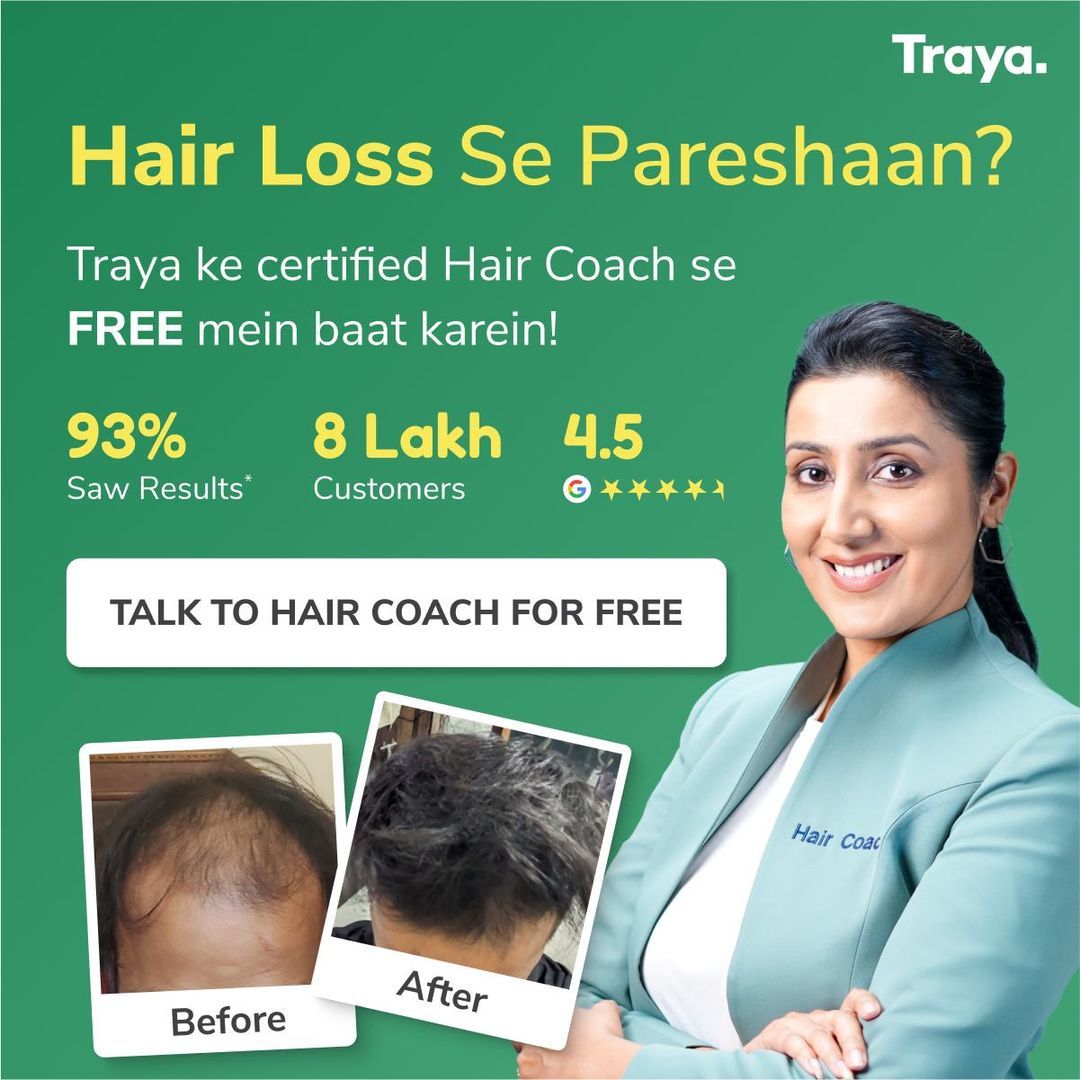 Traya.
Hair Loss Se Pareshaan?
Traya ke certified Hair Coach se
FREE mein baat karein!
93%
Saw Results*
8 Lakh
Customers
4.5
G
TALK TO HAIR COACH FOR FREE
Hair Coac
Before
After